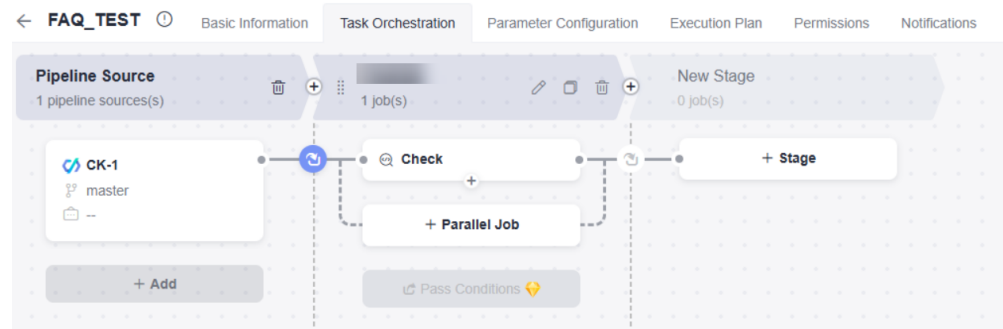 FAQ_TEST
Basic Information
Task Orchestration
Parameter Configuration
Execution Plan
Permissions
Notifications
Pipeline Source
1 pipeline sources(s)
1 job(s)
New Stage
0 job(s)
CK-1
master
--
+ Add
Check
+ Parallel Job
Pass Conditions
+ Stage